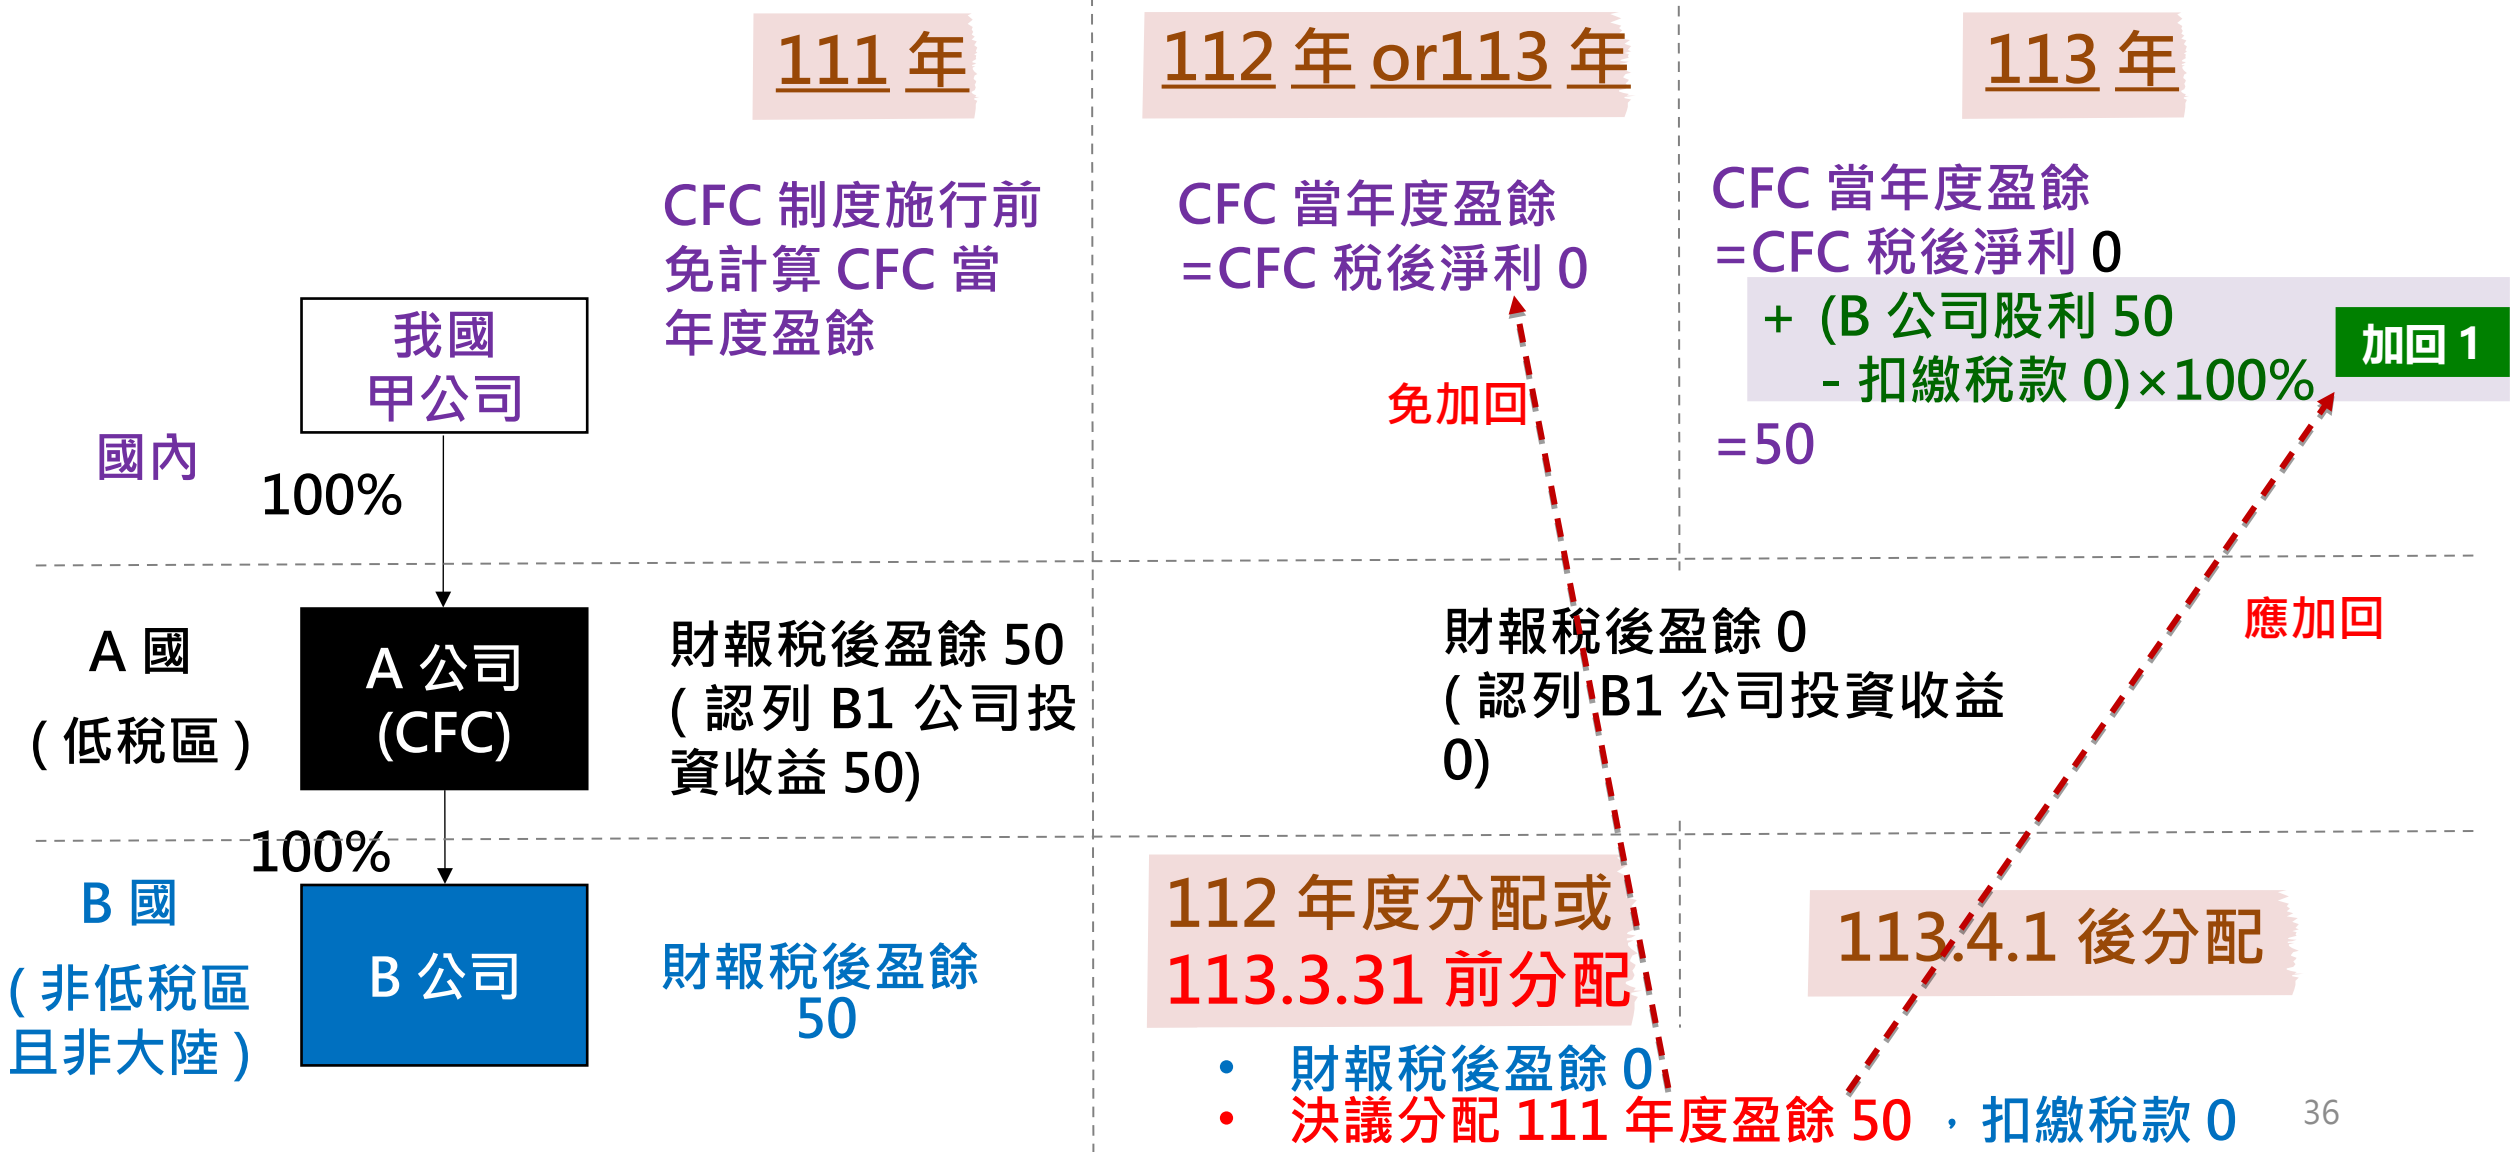 111 年
112 年 or113 年
113 年
CFC 制度施行前
免計算 CFC 當
年度盈餘
CFC 當年度盈餘
=CFC 稅後淨利 0
免加回
CFC 當年度盈餘
=CFC 稅後淨利 0
+ (B 公司股利 50
- 扣繳稅款 0)×100%
=50
加回 1
應加回
國內
我國
甲公司
100%
A 國
( 低稅區 )
A 公司
(CFC)
財報稅後盈餘 50
( 認列 B1 公司投
資收益 50)
財報稅後盈餘 0
( 認列 B1 公司投資收益
0)
100%
B 國
( 非低稅區
且非大陸 )
B 公司
財報稅後盈餘
50
112 年度分配或
113.3.31 前分配
113.4.1 後分配
• 財報稅後盈餘 0
• 決議分配 111 年度盈餘 50 ，扣繳稅款 0
36